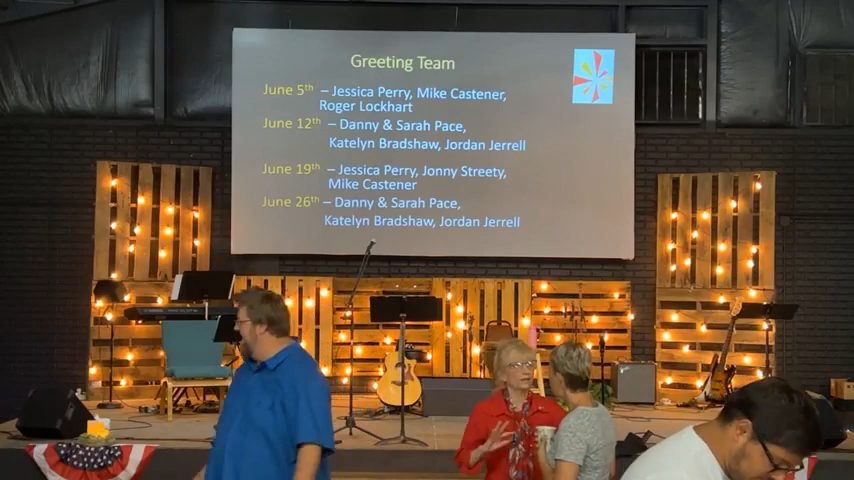 Greeting Team
June 5th – Jessica Perry, Mike Castener,
Roger Lockhart
June 12th – Danny & Sarah Pace,
Katelyn Bradshaw, Jordan Jerrell
June 19th – Jessica Perry, Jonny Streety,
Mike Castener
June 26th – Danny & Sarah Pace,
Katelyn Bradshaw, Jordan Jerrell